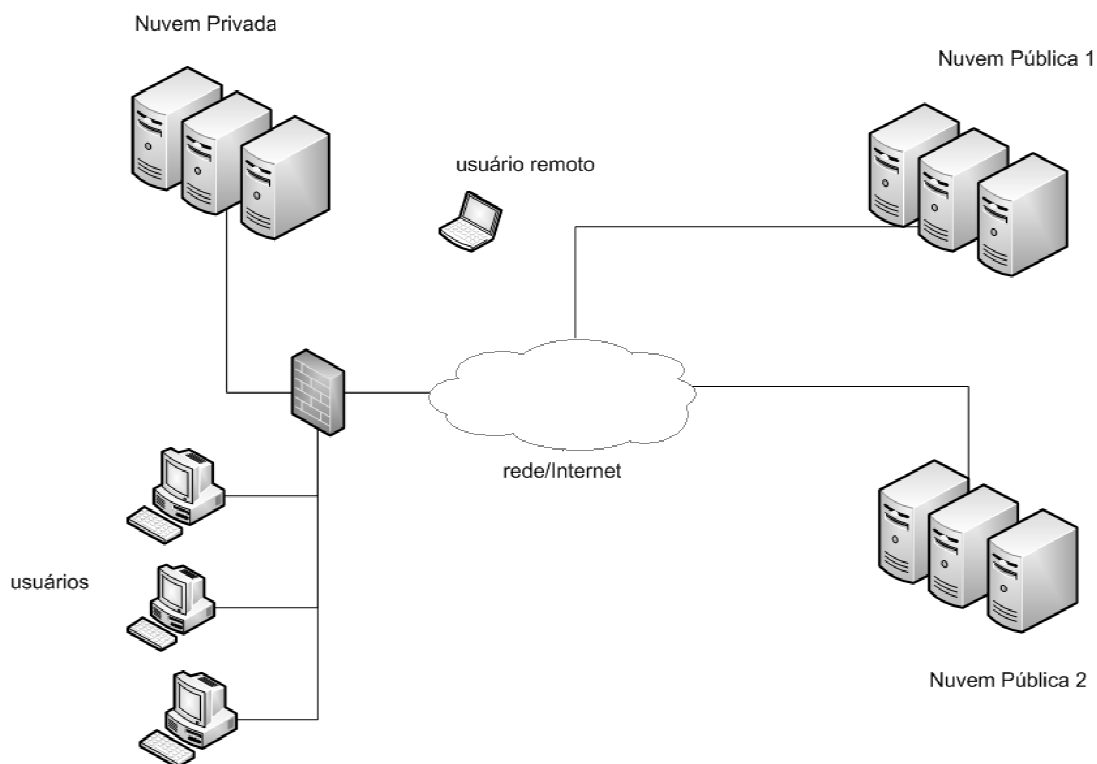 Nuvem Privada
Nuvem Pública 1
usuário remoto
rede/Internet
usuários
Nuvem Pública 2